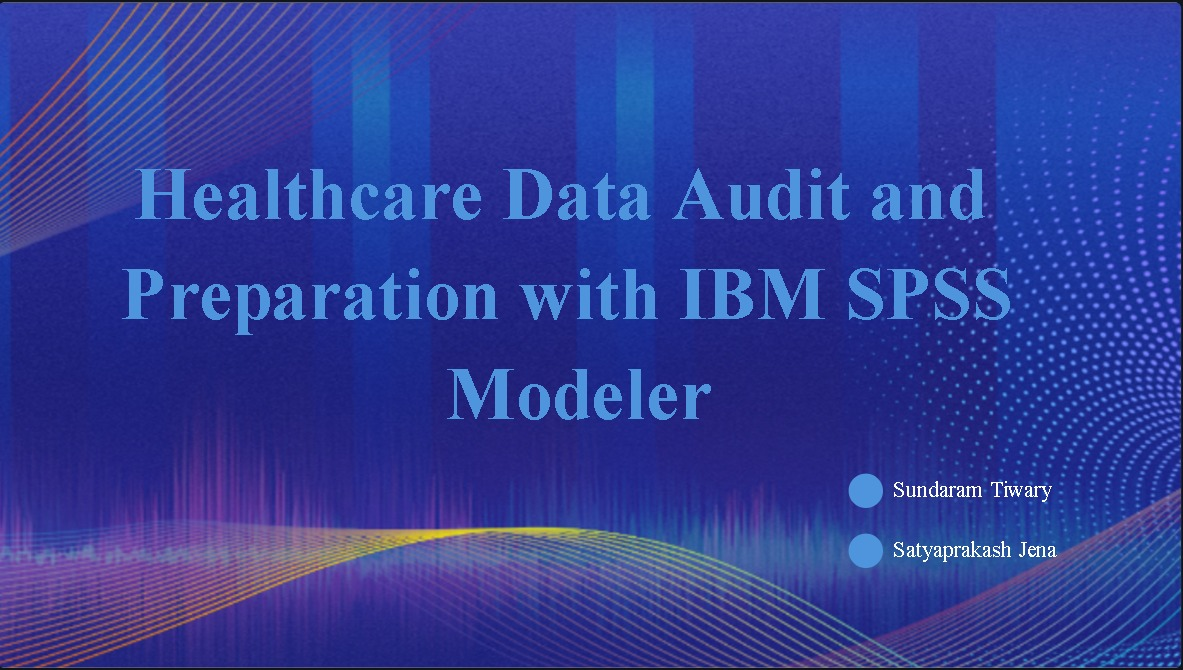 Healthcare Data Audit and
Preparation with IBM SPSS
Modeler
Sundaram Tiwary
Satyaprakash Jena